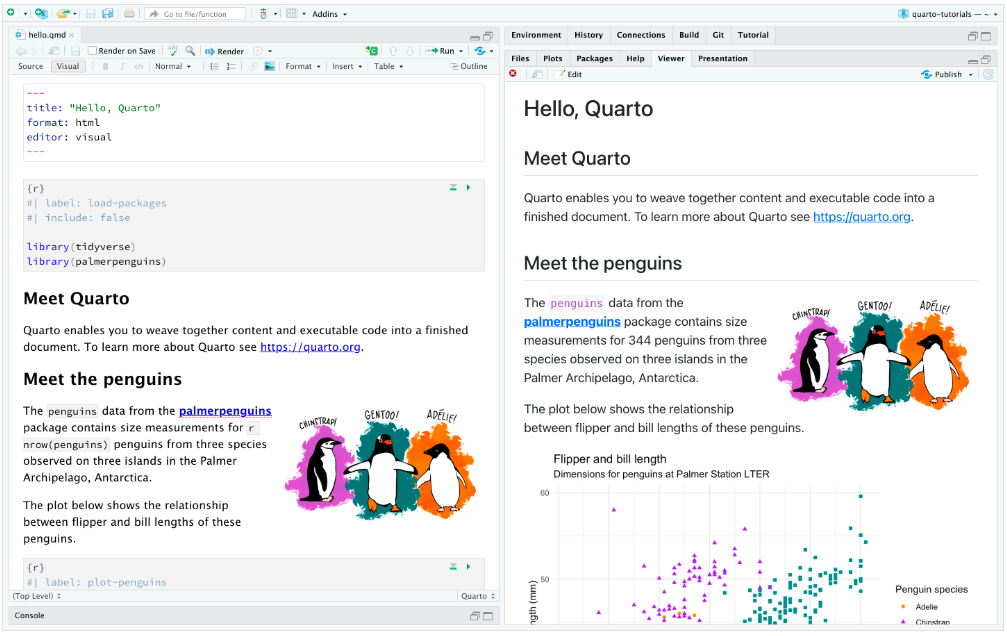 Go to file/function
Addins
quarto-tutorials — ~
hello.qmd
Render on Save
ABC
Render
Run
Source
Visual
B I </>
Normal
Format
Insert
Table
Outline
---
title: "Hello, Quarto"
format: html
editor: visual
---
{r}
#| label: load-packages
#| include: false
library(tidyverse)
library(palmerpenguins)
Meet Quarto
Quarto enables you to weave together content and executable code into a finished
document. To learn more about Quarto see https://quarto.org.
Meet the penguins
The penguins data from the palmerpenguins
package contains size measurements for r
nrow(penguins) penguins from three species
observed on three islands in the Palmer
Archipelago, Antarctica.
The plot below shows the relationship
between flipper and bill lengths of these
penguins.
CHINSTRAP!
GENTOO!
ADÉLIE!
{r}
#| label: plot-penguins
(Top Level)
Quarto
Console
Environment
History
Connections
Build
Git
Tutorial
Files
Plots
Packages
Help
Viewer
Presentation
Edit
Publish
Hello, Quarto
Meet Quarto
Quarto enables you to weave together content and executable code into a
finished document. To learn more about Quarto see https://quarto.org.
Meet the penguins
The penguins data from the
palmerpenguins package contains size
measurements for 344 penguins from three
species observed on three islands in the
Palmer Archipelago, Antarctica.
The plot below shows the relationship
between flipper and bill lengths of these penguins.
CHINSTRAP!
GENTOO!
ADÉLIE!
Flipper and bill length
Dimensions for penguins at Palmer Station LTER
60
50
ngth (mm)
Penguin species
Adelie
Chinstrap